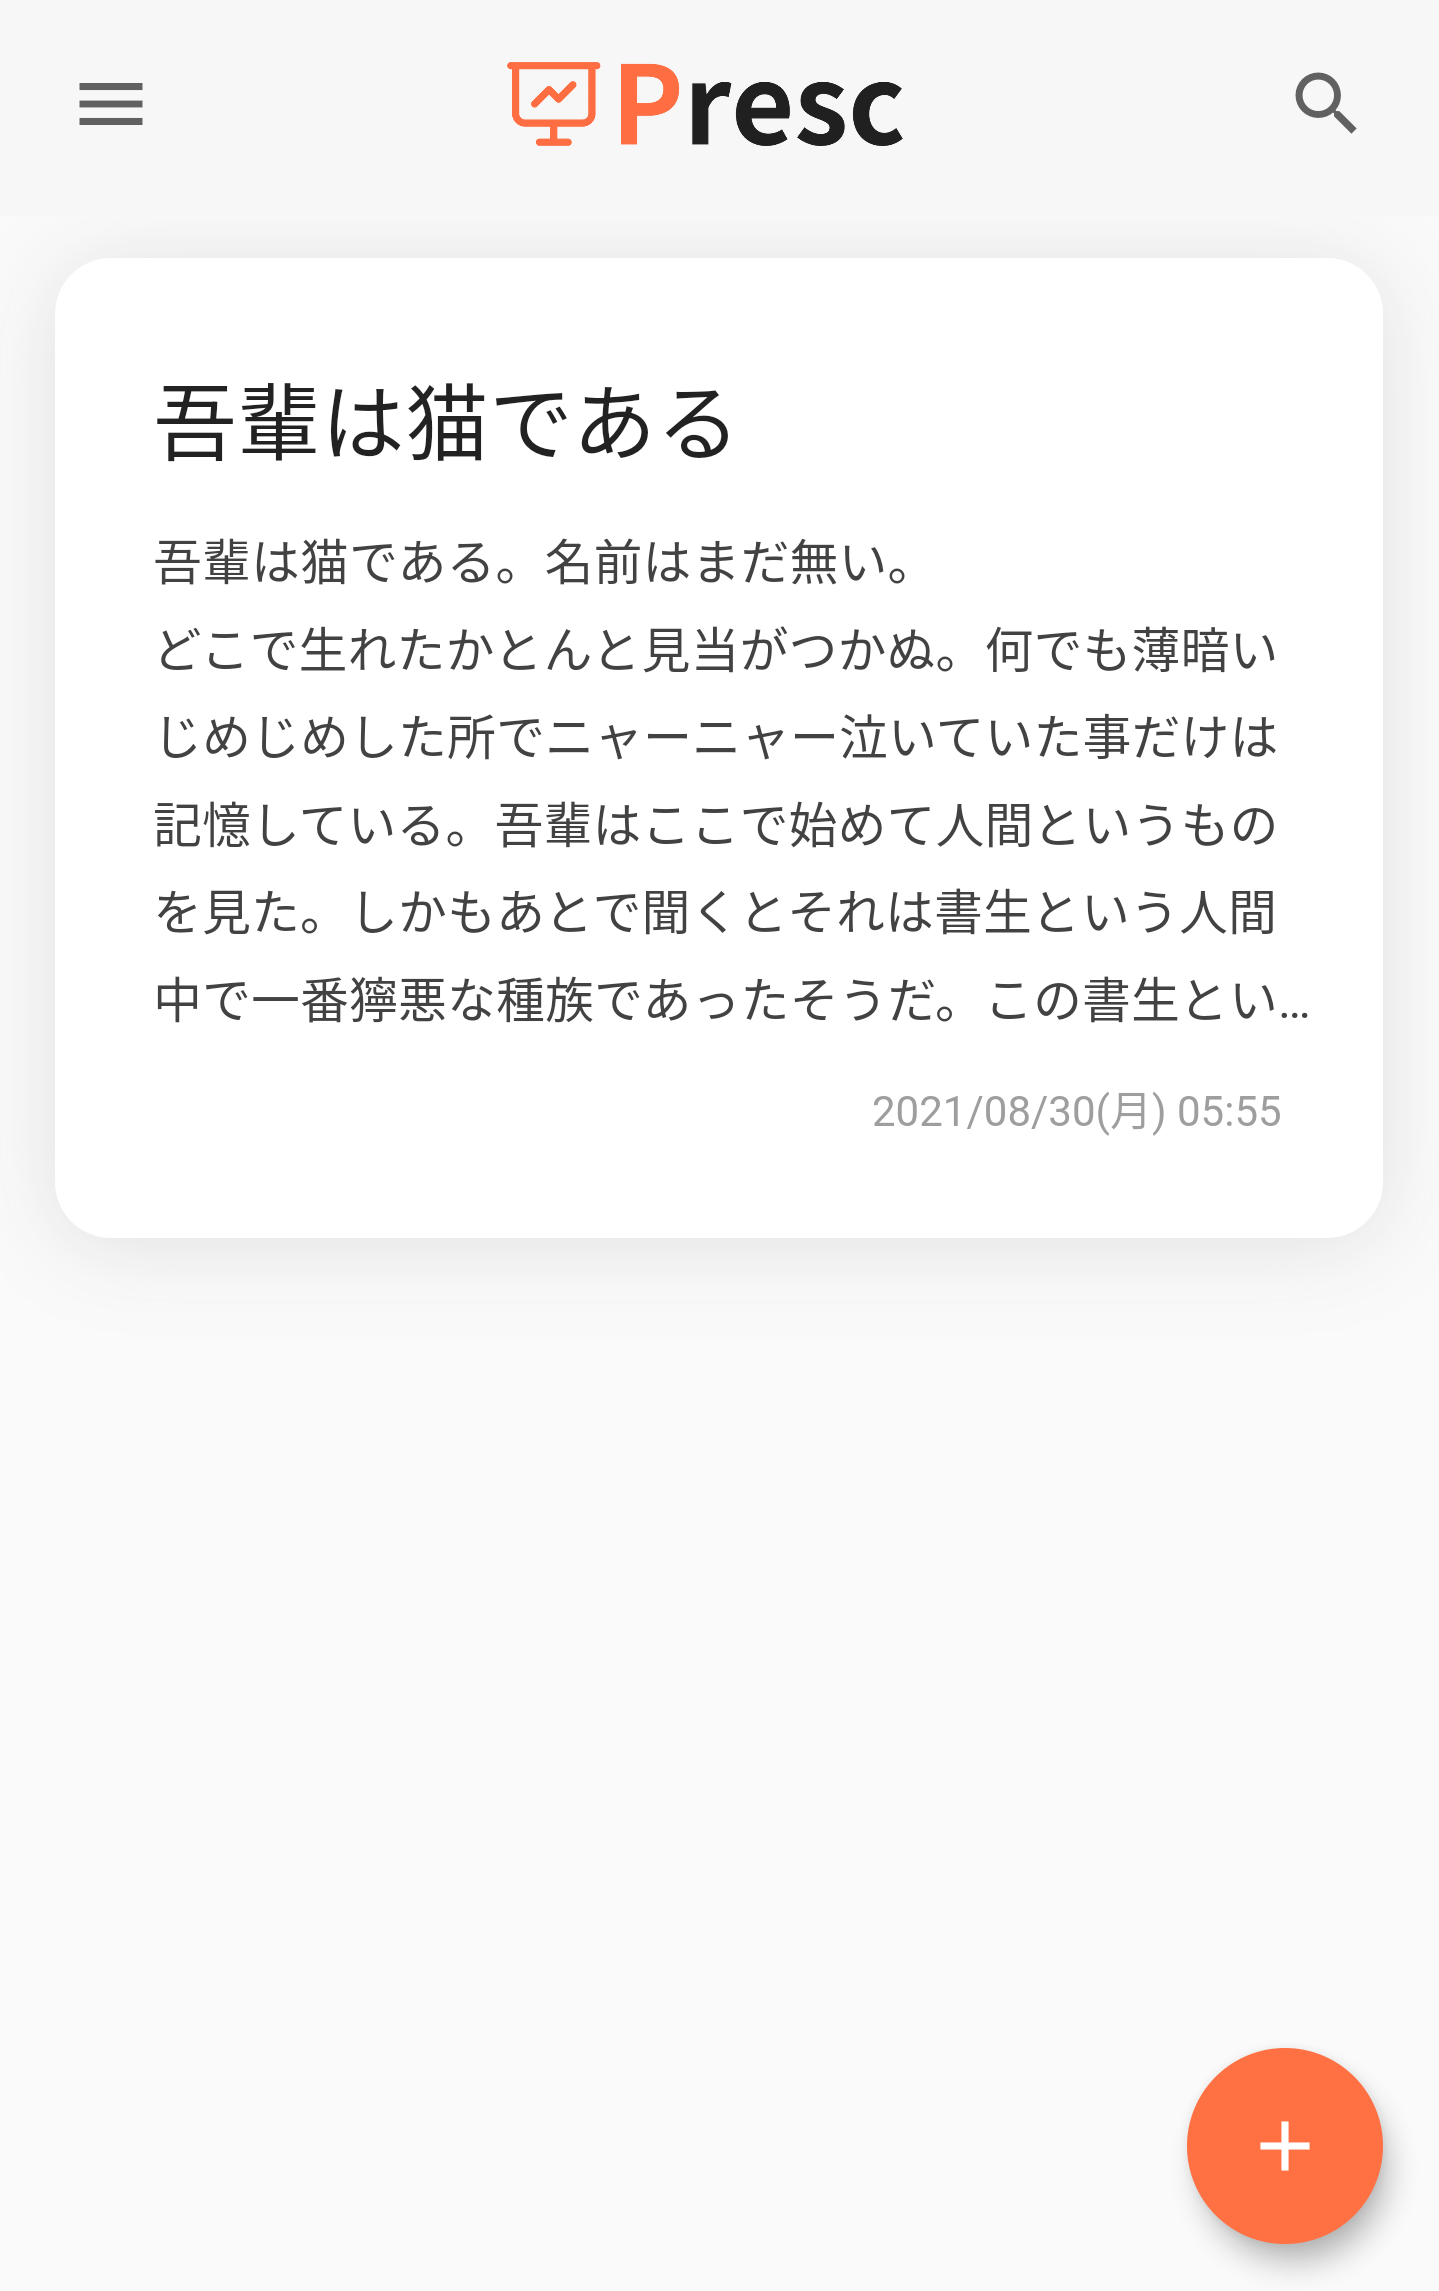 Presc
吾輩は猫である
吾輩は猫である。名前はまだ無い。
どこで生れたかとんと見当がつかぬ。何でも薄暗い
じめじめした所でニャーニャー泣いていた事だけは
記憶している。吾輩はここで始めて人間というもの
を見た。しかもあとで聞くとそれは書生という人間
中で一番獰悪な種族であったそうだ。この書生とい...
2021/08/30(月) 05:55